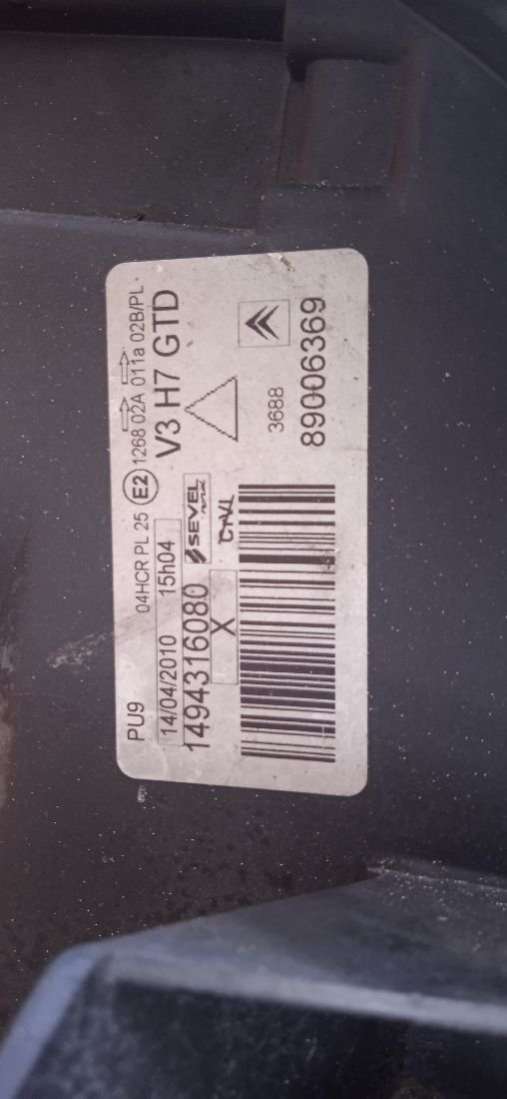 PU9 04HCR PL 25 E2 1268 02A 011a 02B/PL
14/04/2010 15h04 V3 H7 GTD
1494316080 SEVEL
X
3688
89006369